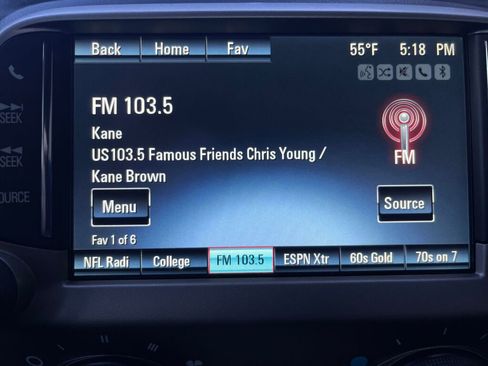 Back Home Fav 55°F 5:18 PM
FM 103.5
Kane
US103.5 Famous Friends Chris Young /
Kane Brown
FM
Menu Source
Fav 1 of 6
NFL Radi College FM 103.5 ESPN Xtr 60s Gold 70s on 7
SEEK
SEEK
SOURCE